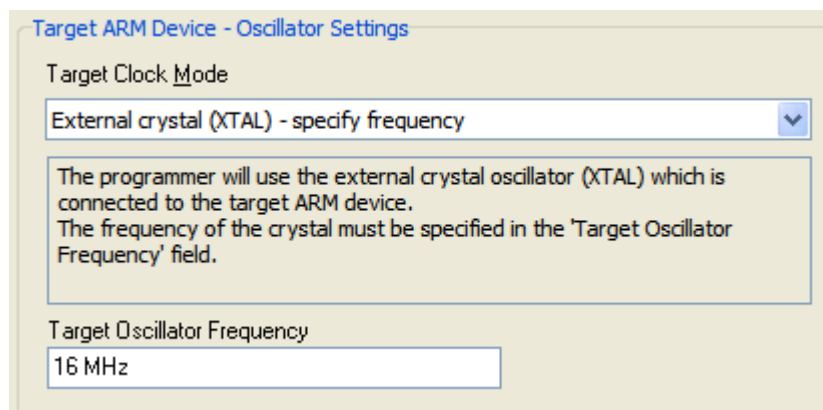 Target ARM Device - Oscillator Settings
Target Clock Mode
External crystal (XTAL) - specify frequency
The programmer will use the external crystal oscillator (XTAL) which is
connected to the target ARM device.
The frequency of the crystal must be specified in the 'Target Oscillator
Frequency' field.
Target Oscillator Frequency
16 MHz